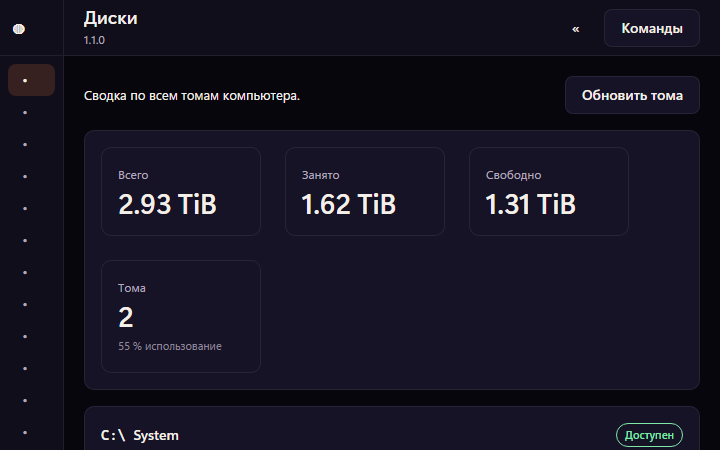 Диски
1.1.0
«
Команды
Сводка по всем томам компьютера.
Обновить тома
Всего
2.93 TiB
Занято
1.62 TiB
Свободно
1.31 TiB
Тома
2
55 % использование
C:\ System
Доступен